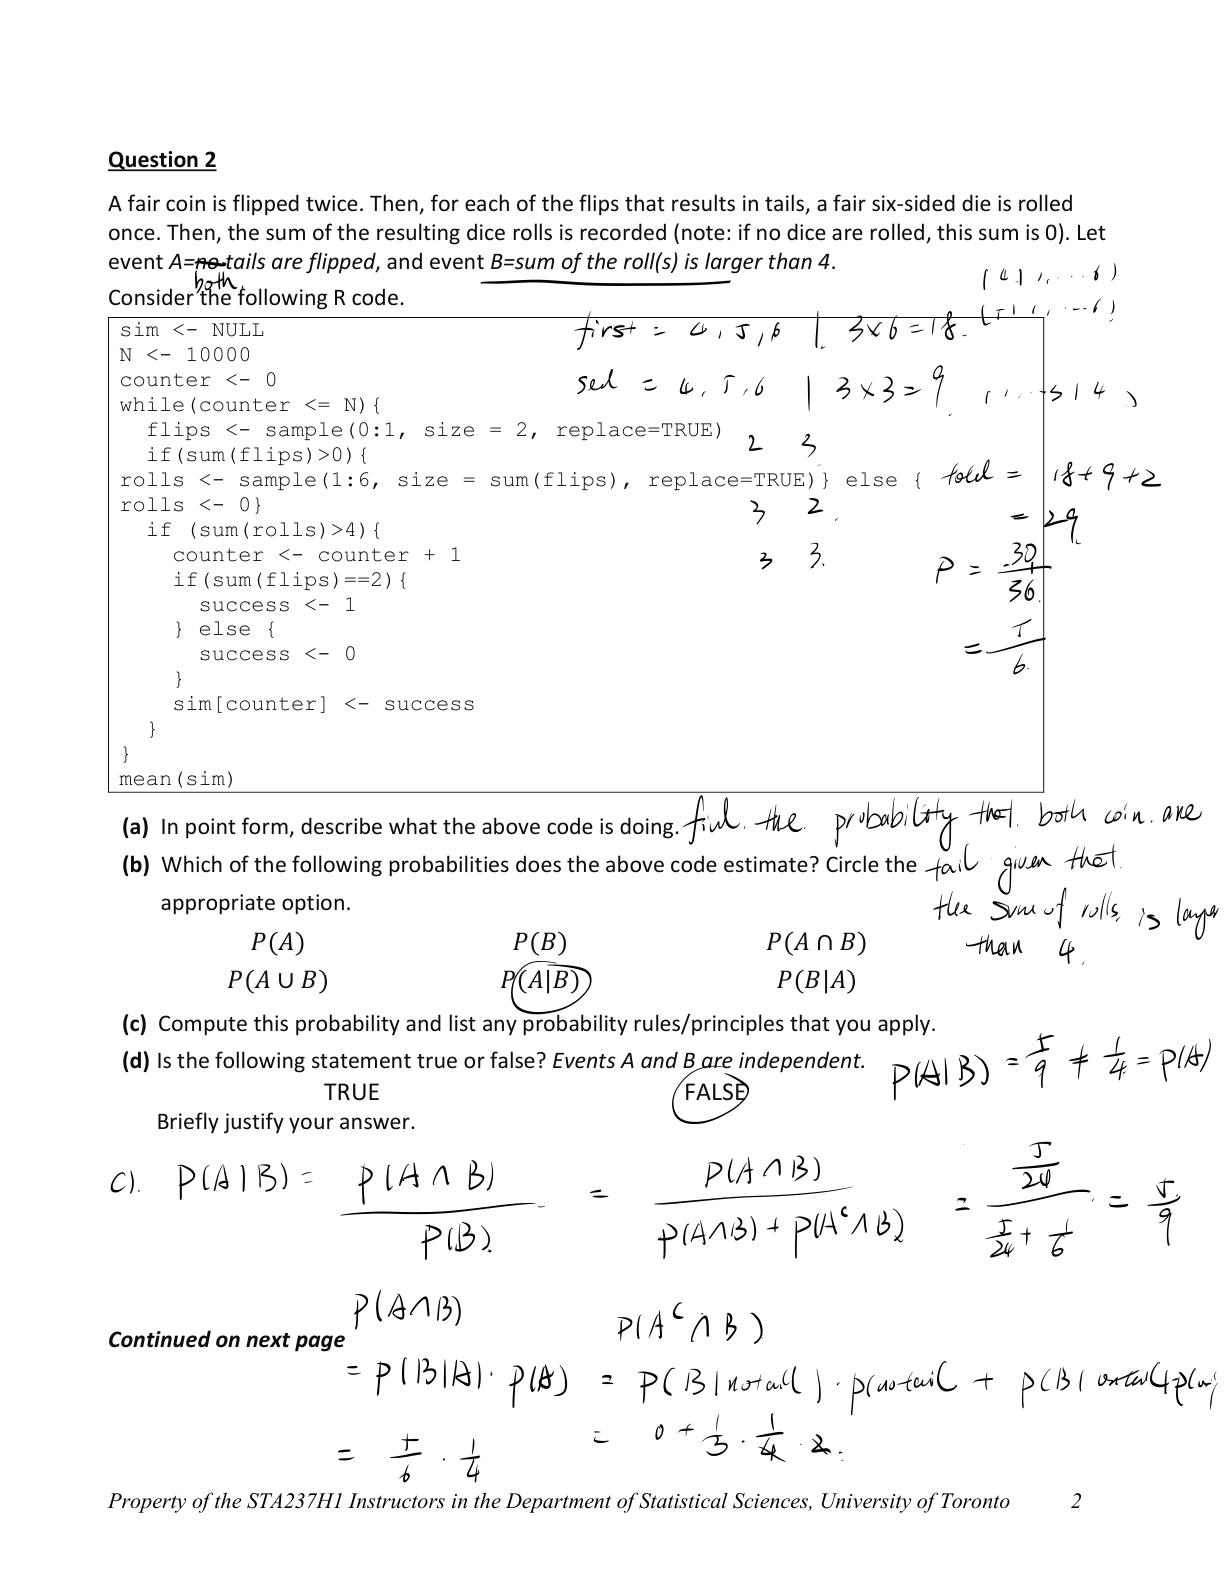 Question 2
A fair coin is flipped twice. Then, for each of the flips that results in tails, a fair six-sided die is rolled
once. Then, the sum of the resulting dice rolls is recorded (note: if no dice are rolled, this sum is 0). Let
event A=no tails are flipped, and event B=sum of the roll(s) is larger than 4.
both
Consider the following R code.
sim <- NULL
N <- 10000
counter <- 0
while(counter <= N){
flips <- sample(0:1, size = 2, replace=TRUE)
if(sum(flips)>0){
rolls <- sample(1:6, size = sum(flips), replace=TRUE)} else {
rolls <- 0}
if (sum(rolls)>4){
counter <- counter + 1
if(sum(flips)==2){
success <- 1
} else {
success <- 0
}
sim[counter] <- success
}
}
mean(sim)
first = 4, 5, 6 | 3×6=18.
sed = 4, 5, 6 | 3×3=9
2 3
3 2
3 3.
total = 18+9+2
= 29
P = 30/36
= 5/6
(a) In point form, describe what the above code is doing. find the probability that both coin are
(b) Which of the following probabilities does the above code estimate? Circle the tail given that
appropriate option. the sum of rolls is larger
than 4.
P(A) P(B) P(A ∩ B)
P(A ∪ B) P(A|B) P(B|A)
(c) Compute this probability and list any probability rules/principles that you apply.
(d) Is the following statement true or false? Events A and B are independent.
P(A|B) = 5/9 ≠ 1/4 = P(A)
TRUE FALSE
Briefly justify your answer.
C). P(A|B) = P(A∩B)/P(B) = P(A∩B)/(P(A∩B) + P(Aᶜ∩B)) = (5/24)/(5/24 + 1/6) = 5/9
P(A∩B) P(Aᶜ∩B)
Continued on next page
= P(B|A) · P(A) = P(B|no tail) · P(no tail) + P(B|
= 5/6 · 1/4 = 0 + 1/3 · 1/4 · 2.
Property of the STA237H1 Instructors in the Department of Statistical Sciences, University of Toronto 2